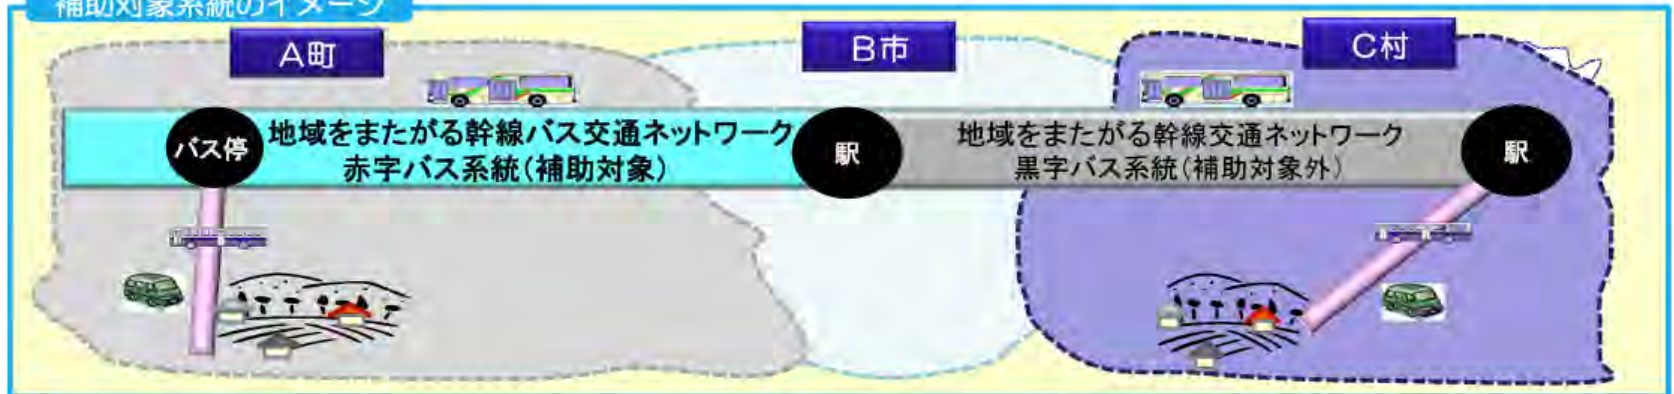 補助対象系統のイメージ
A町
B市
C村
バス停
地域をまたがる幹線バス交通ネットワーク
赤字バス系統(補助対象)
駅
地域をまたがる幹線交通ネットワーク
黒字バス系統(補助対象外)
駅